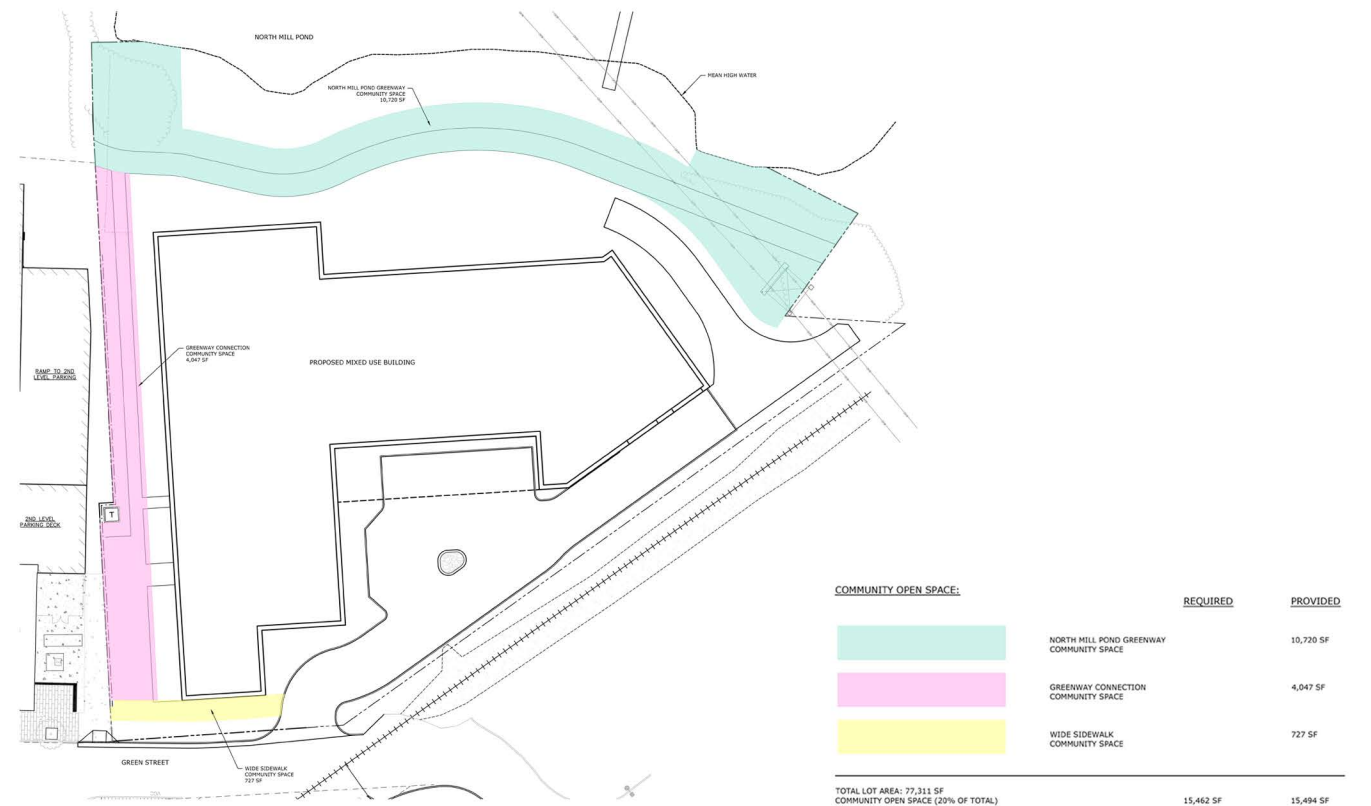 NORTH MILL POND
MEAN HIGH WATER
NORTH MILL POND GREENWAY
COMMUNITY SPACE
10,720 SF
GREENWAY CONNECTION
COMMUNITY SPACE
4,047 SF
PROPOSED MIXED USE BUILDING
RAMP TO 2ND
LEVEL PARKING
T
2ND LEVEL
PARKING DECK
GREEN STREET
WIDE SIDEWALK
COMMUNITY SPACE
727 SF
COMMUNITY OPEN SPACE:
REQUIRED PROVIDED
NORTH MILL POND GREENWAY
COMMUNITY SPACE
10,720 SF
GREENWAY CONNECTION
COMMUNITY SPACE
4,047 SF
WIDE SIDEWALK
COMMUNITY SPACE
727 SF
TOTAL LOT AREA: 77,311 SF
COMMUNITY OPEN SPACE (20% OF TOTAL) 15,462 SF 15,494 SF